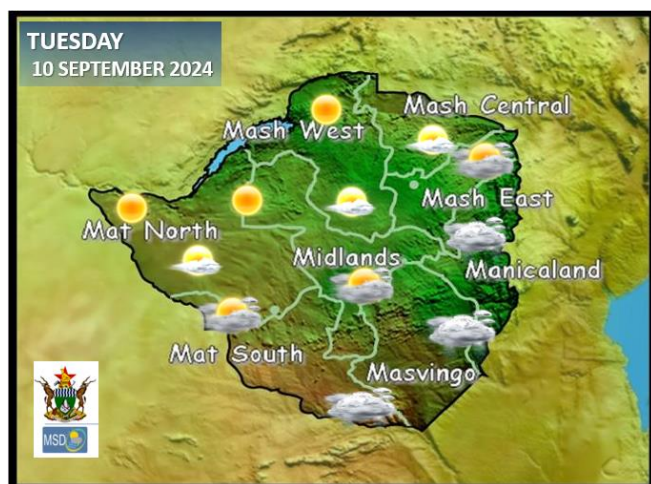 TUESDAY
10 SEPTEMBER 2024
Mash Central
Mash West
Mash East
Mat North
Midlands
Manicaland
Mat South
Masvingo
MSD